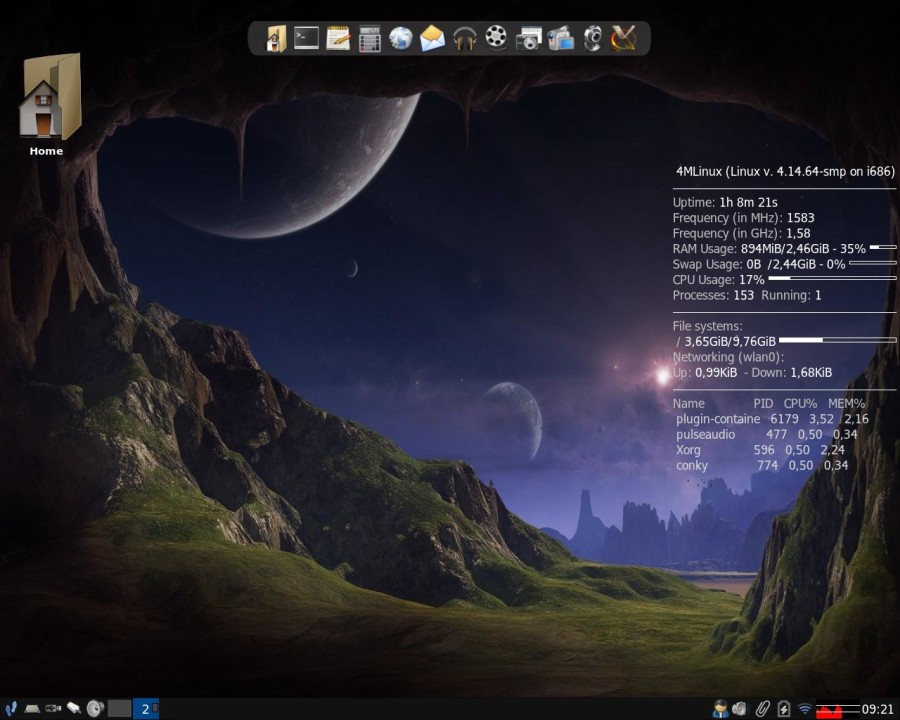 Home
4MLinux (Linux v. 4.14.64-smp on i686)
Uptime: 1h 8m 21s
Frequency (in MHz): 1583
Frequency (in GHz): 1,58
RAM Usage: 894MiB/2,46GiB - 35%
Swap Usage: 0B /2,44GiB - 0%
CPU Usage: 17%
Processes: 153 Running: 1
File systems:
/ 3,65GiB/9,76GiB
Networking (wlan0):
Up: 0,99KiB - Down: 1,68KiB
Name PID CPU% MEM%
plugin-containe 6179 3,52 2,16
pulseaudio 477 0,50 0,34
Xorg 596 0,50 2,24
conky 774 0,50 0,34
2
09:21